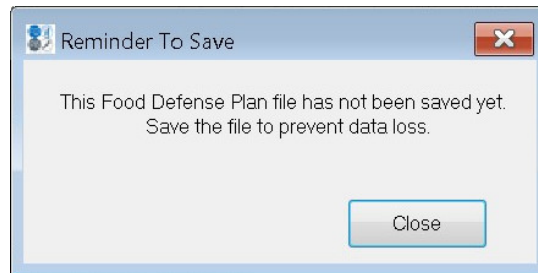 Reminder To Save
This Food Defense Plan file has not been saved yet.
Save the file to prevent data loss.
Close